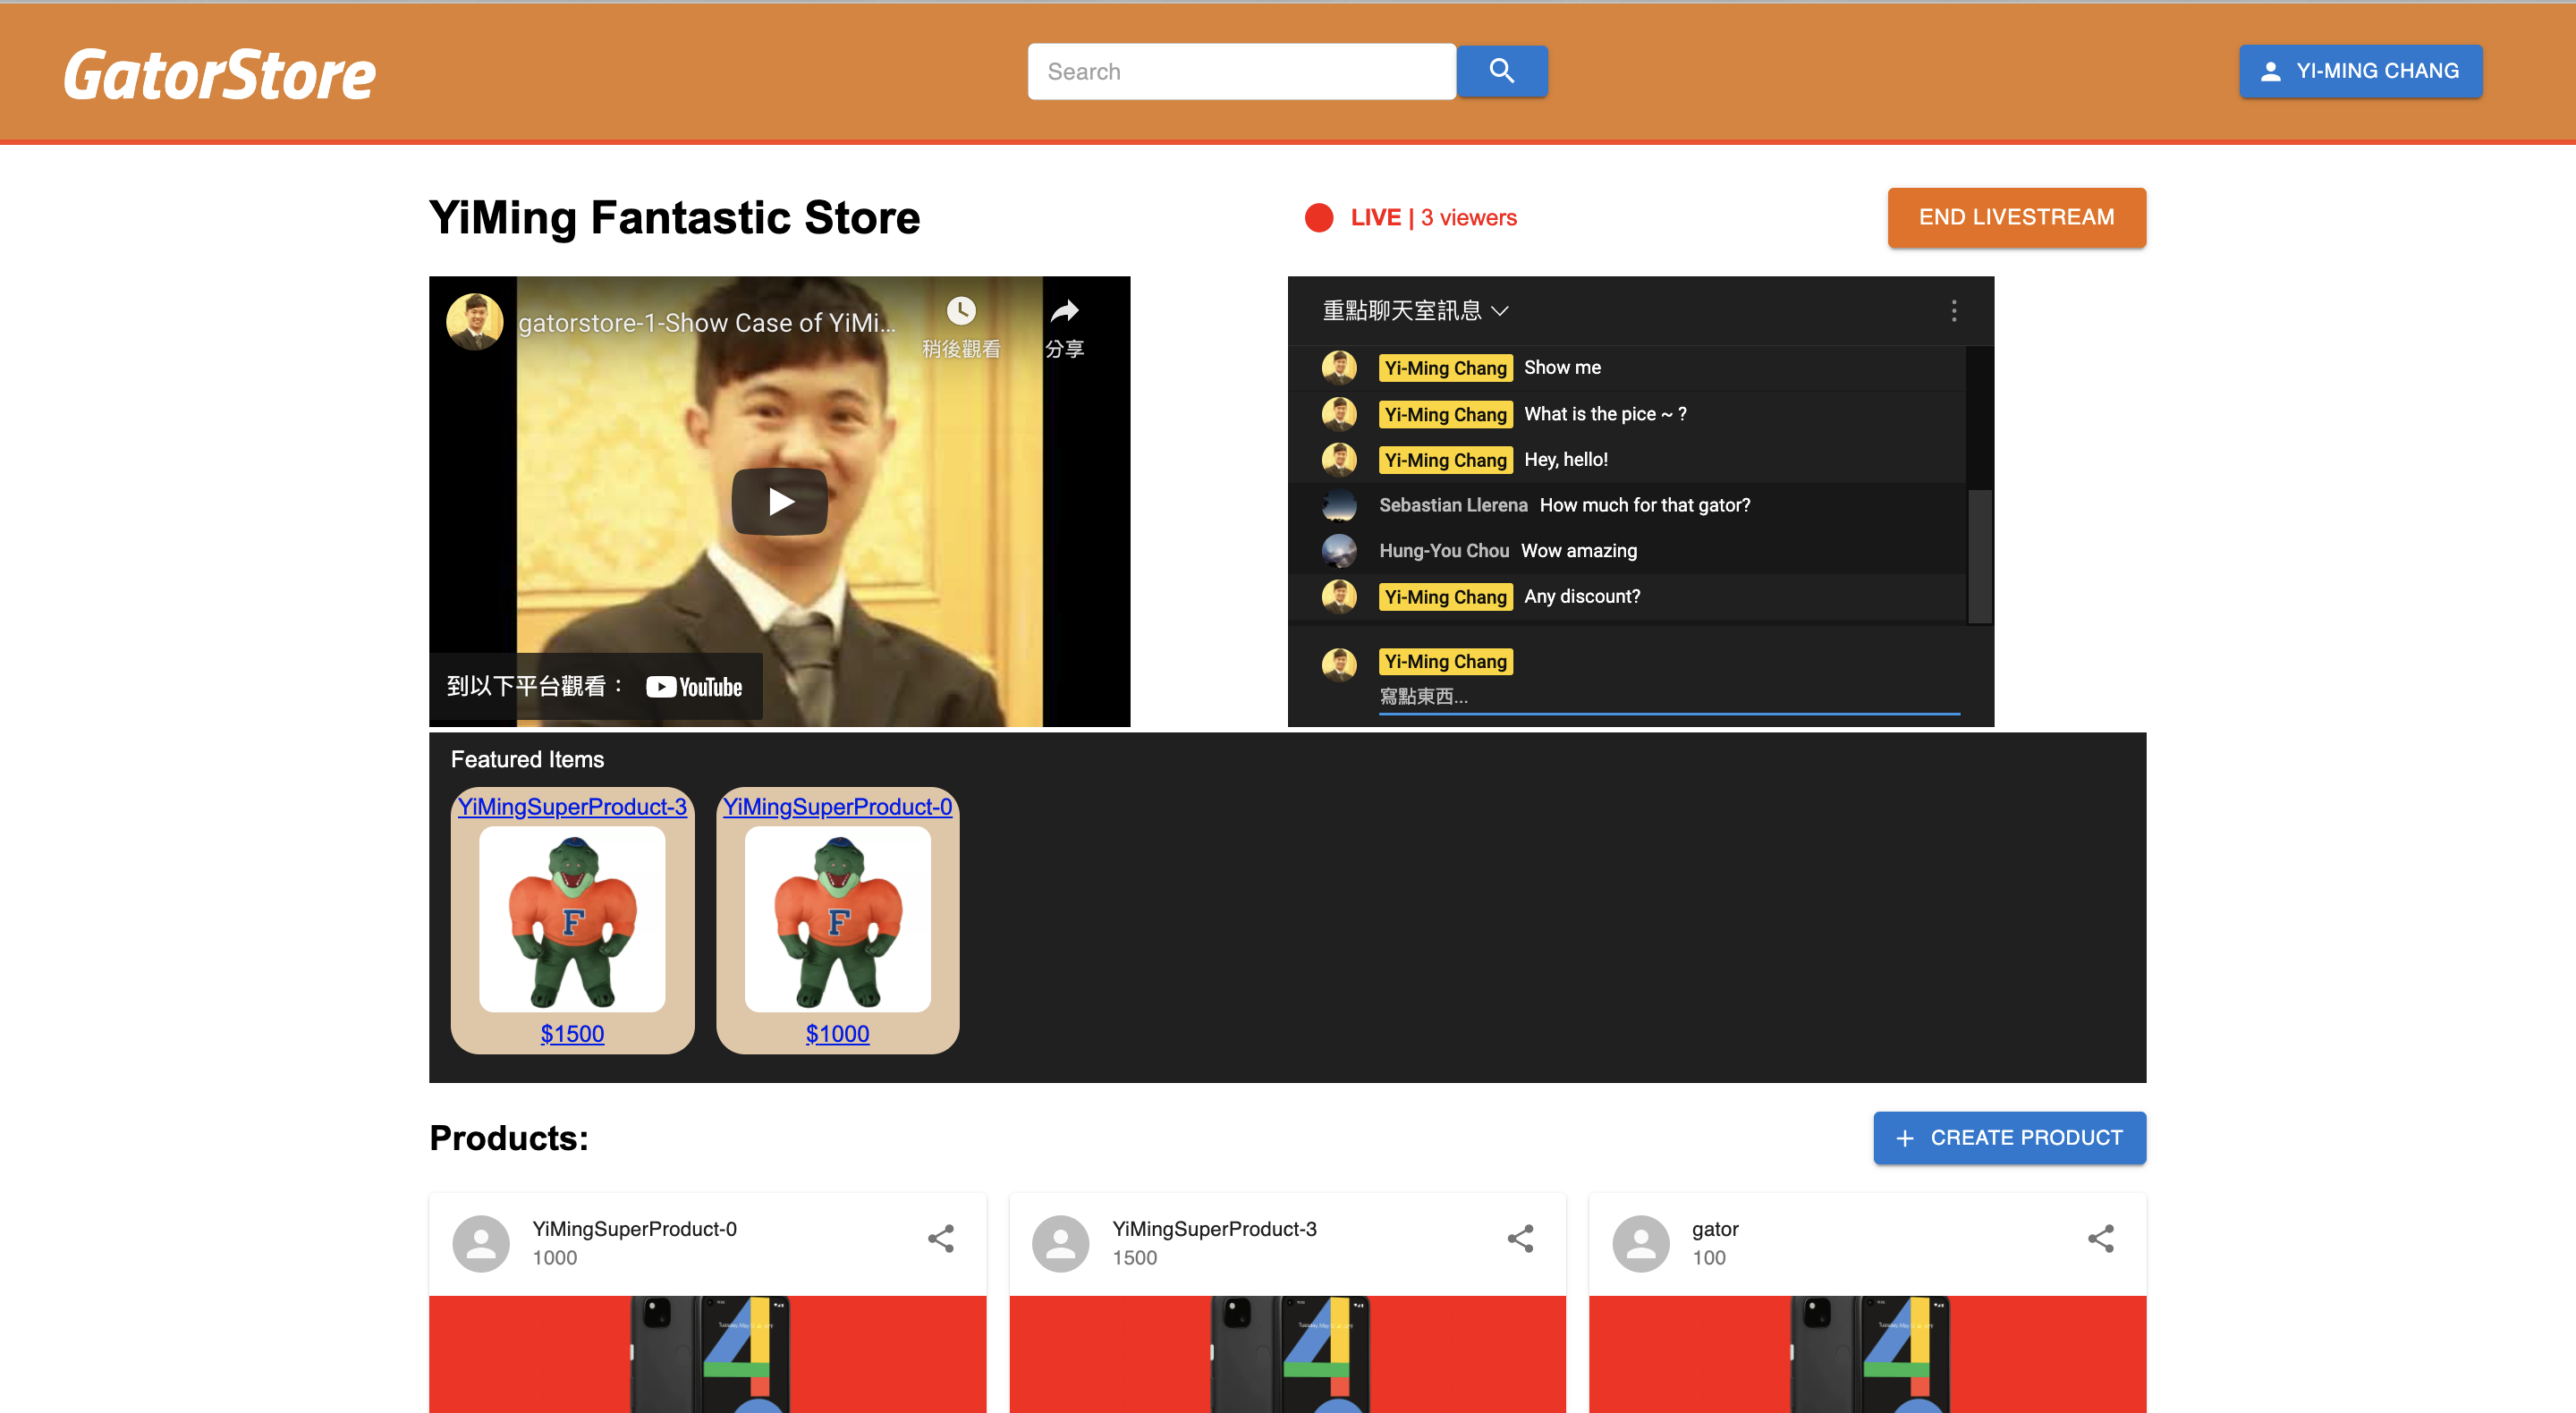 GatorStore
Search
YI-MING CHANG
YiMing Fantastic Store
LIVE | 3 viewers
END LIVESTREAM
gatorstore-1-Show Case of YiMi...
稍後觀看
分享
到以下平台觀看：
YouTube
重點聊天室訊息
Yi-Ming Chang Show me
Yi-Ming Chang What is the pice ~ ?
Yi-Ming Chang Hey, hello!
Sebastian Llerena How much for that gator?
Hung-You Chou Wow amazing
Yi-Ming Chang Any discount?
Yi-Ming Chang
寫點東西...
Featured Items
YiMingSuperProduct-3
F
$1500
YiMingSuperProduct-0
F
$1000
Products:
CREATE PRODUCT
YiMingSuperProduct-0
1000
YiMingSuperProduct-3
1500
gator
100